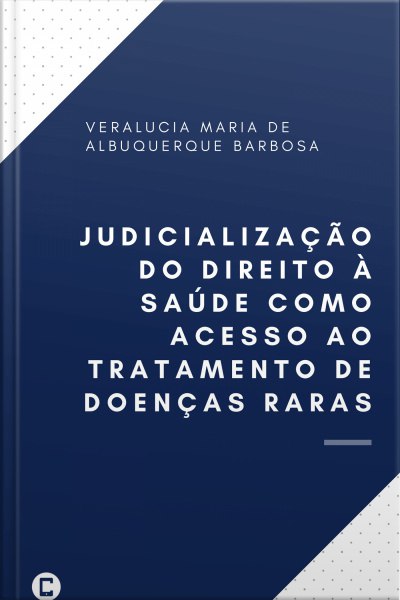 VERALUCIA MARIA DE
ALBUQUERQUE BARBOSA
JUDICIALIZAÇÃO
DO DIREITO À
SAÚDE COMO
ACESSO AO
TRATAMENTO DE
DOENÇAS RARAS